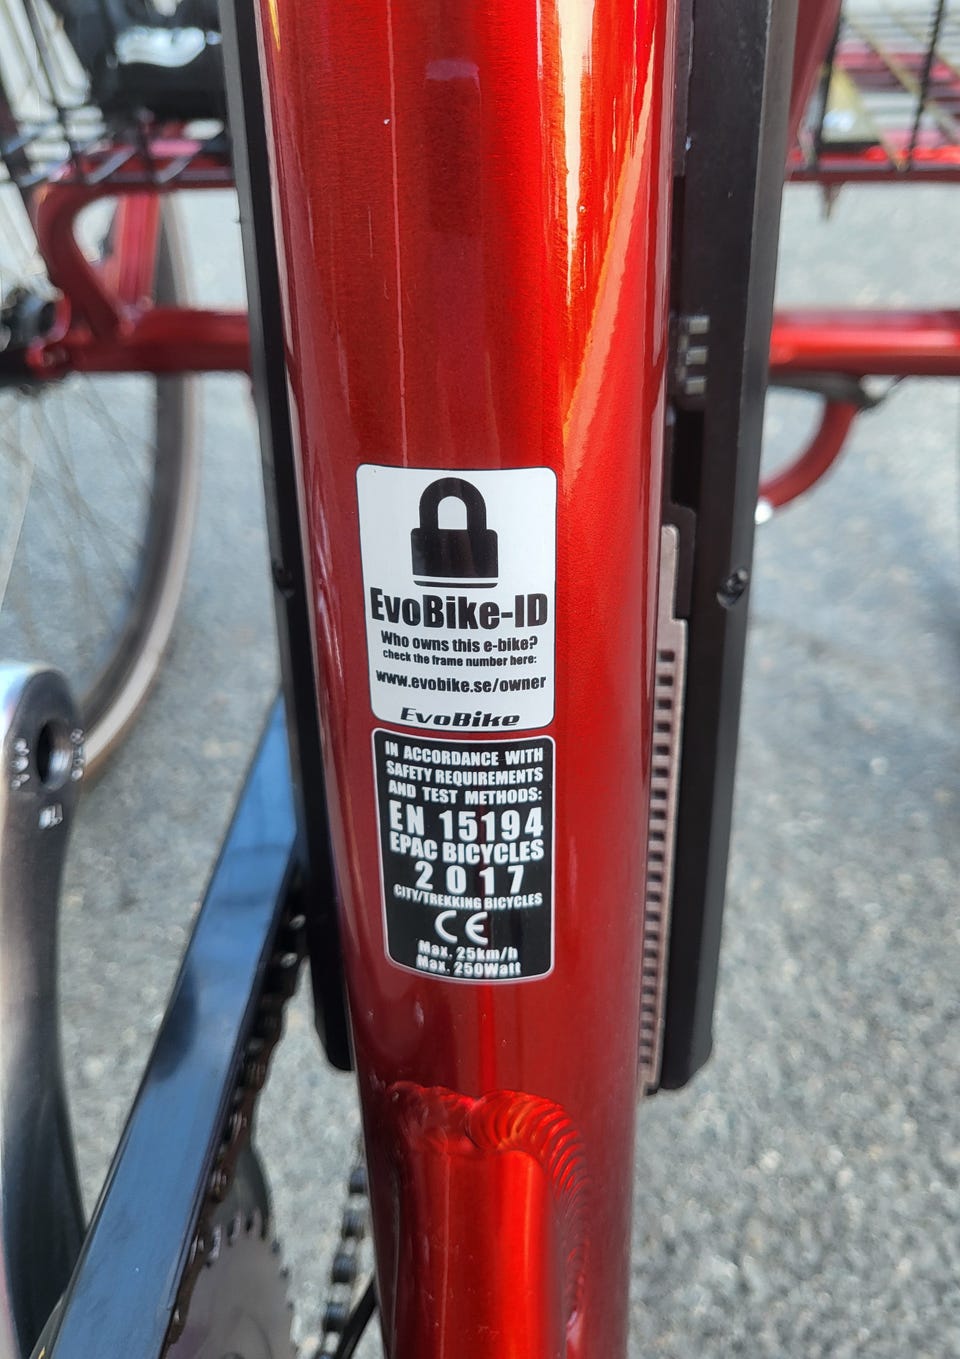 EvoBike-ID
Who owns this e-bike?
check the frame number here:
www.evobike.se/owner
EvoBike
IN ACCORDANCE WITH
SAFETY REQUIREMENTS
AND TEST METHODS:
EN 15194
EPAC BICYCLES
2017
CITY/TREKKING BICYCLES
CE
Max. 25km/h
Max. 250Watt